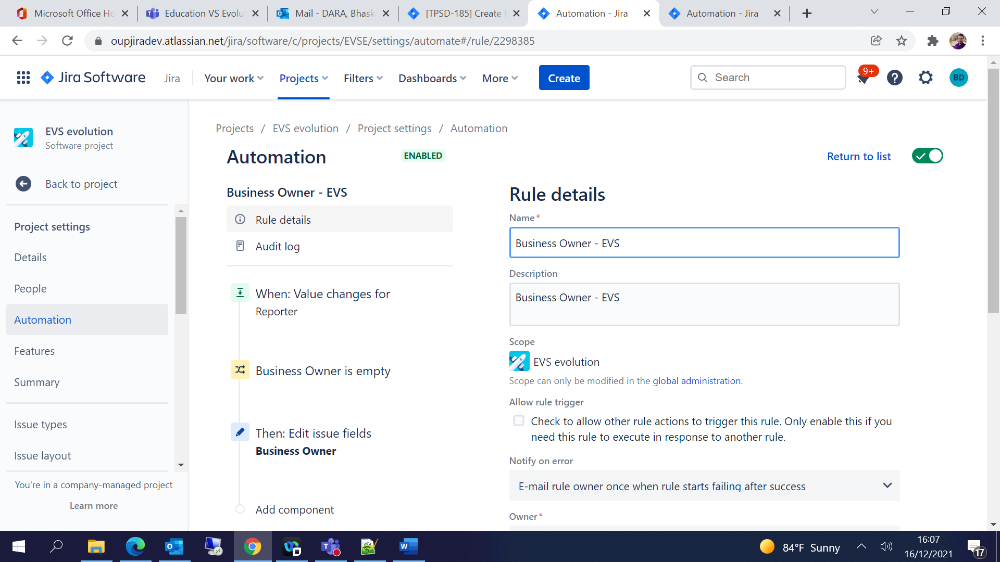 Microsoft Office Ho
Education VS Evolu
Mail - DARA, Bhask
[TPSD-185] Create
Automation - Jira
Automation - Jira
oupjiradev.atlassian.net/jira/software/c/projects/EVSE/settings/automate#/rule/2298385
Jira Software
Jira
Your work
Projects
Filters
Dashboards
More
Create
Search
9+
BD
EVS evolution
Software project
Back to project
Project settings
Details
People
Automation
Features
Summary
Issue types
Issue layout
You're in a company-managed project
Learn more
Projects / EVS evolution / Project settings / Automation
Automation
ENABLED
Return to list
Business Owner - EVS
Rule details
Audit log
When: Value changes for
Reporter
Business Owner is empty
Then: Edit issue fields
Business Owner
Add component
Rule details
Name*
Business Owner - EVS
Description
Business Owner - EVS
Scope
EVS evolution
Scope can only be modified in the global administration.
Allow rule trigger
Check to allow other rule actions to trigger this rule. Only enable this if you
need this rule to execute in response to another rule.
Notify on error
E-mail rule owner once when rule starts failing after success
Owner*
84°F Sunny
16:07
16/12/2021
17